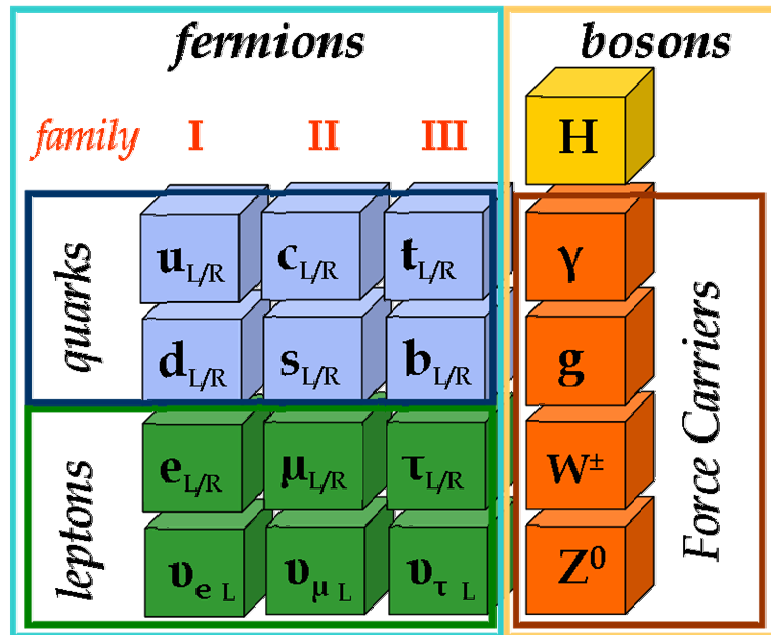 fermions
bosons
family I II III
H
quarks
u L/R c L/R t L/R
γ
d L/R s L/R b L/R
g
leptons
e L/R μ L/R τ L/R
W±
υ e L υ μ L υ τ L
Z⁰
Force Carriers